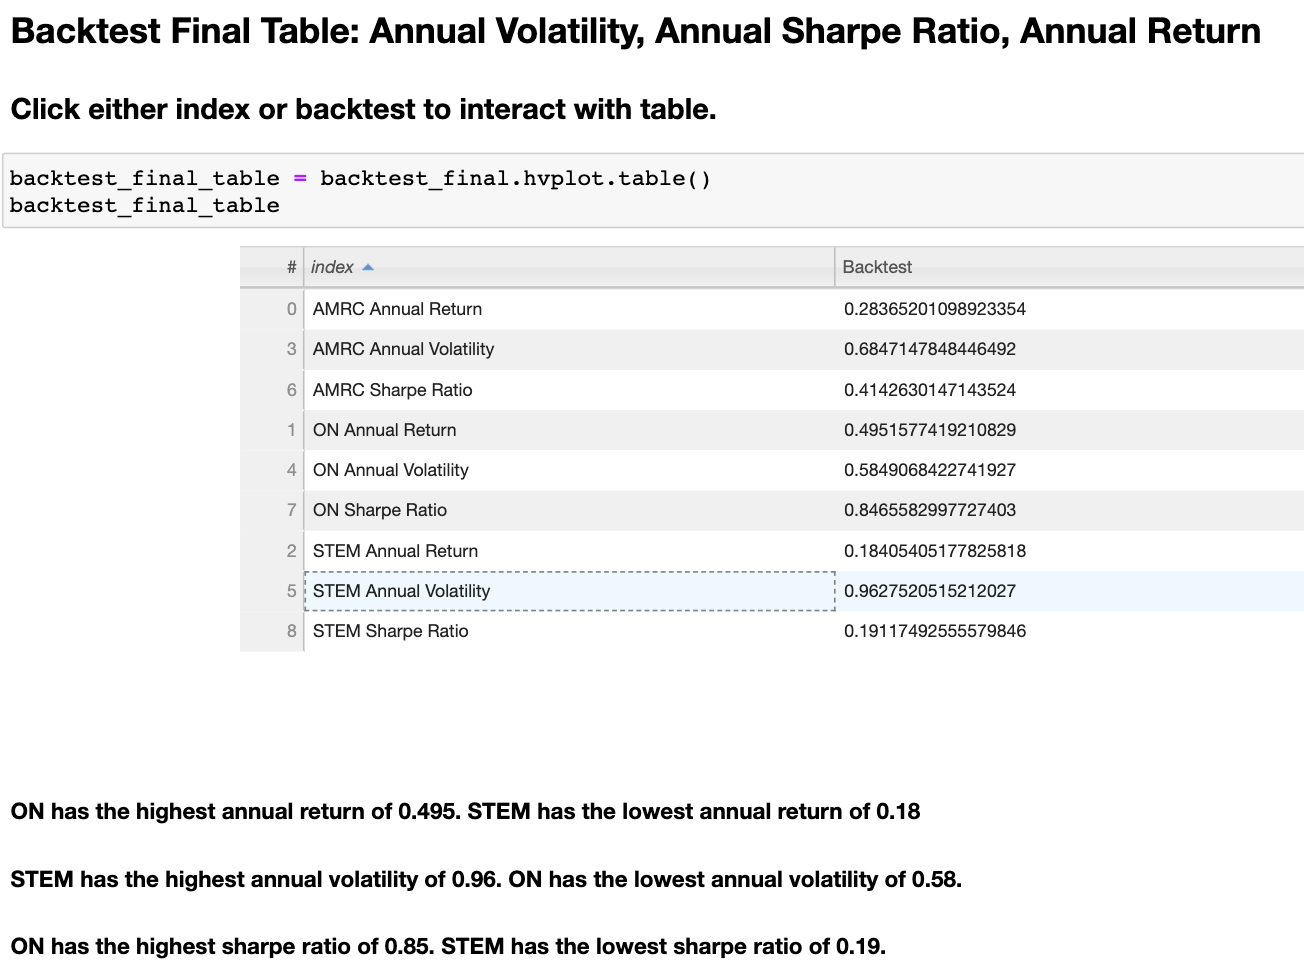 Backtest Final Table: Annual Volatility, Annual Sharpe Ratio, Annual Return
Click either index or backtest to interact with table.
backtest_final_table = backtest_final.hvplot.table()
backtest_final_table
# index Backtest
0 AMRC Annual Return 0.28365201098923354
3 AMRC Annual Volatility 0.6847147848446492
6 AMRC Sharpe Ratio 0.4142630147143524
1 ON Annual Return 0.4951577419210829
4 ON Annual Volatility 0.5849068422741927
7 ON Sharpe Ratio 0.8465582997727403
2 STEM Annual Return 0.18405405177825818
5 STEM Annual Volatility 0.9627520515212027
8 STEM Sharpe Ratio 0.19117492555579846
ON has the highest annual return of 0.495. STEM has the lowest annual return of 0.18
STEM has the highest annual volatility of 0.96. ON has the lowest annual volatility of 0.58.
ON has the highest sharpe ratio of 0.85. STEM has the lowest sharpe ratio of 0.19.